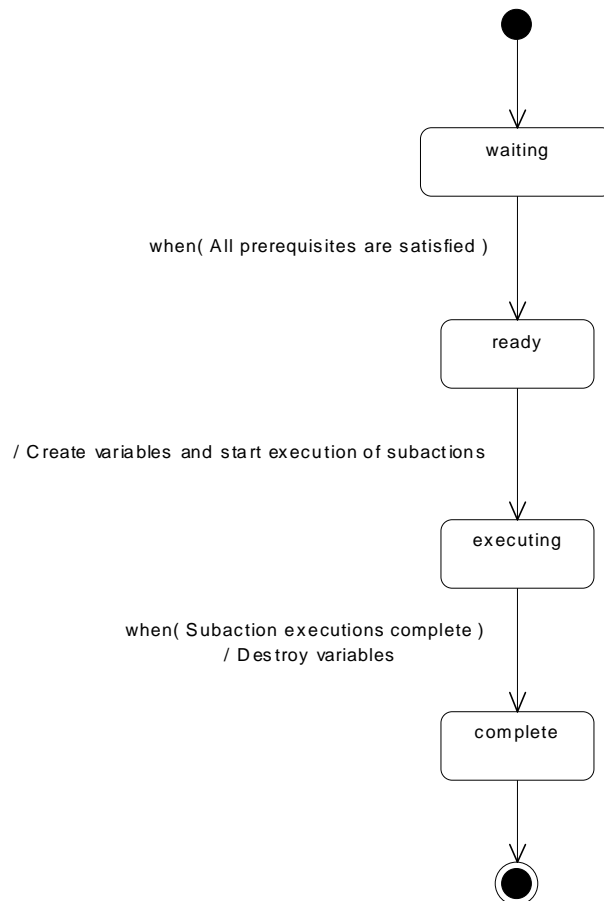 waiting
when( All prerequisites are satisfied )
ready
/ Create variables and start execution of subactions
executing
when( Subaction executions complete )
/ Destroy variables
complete